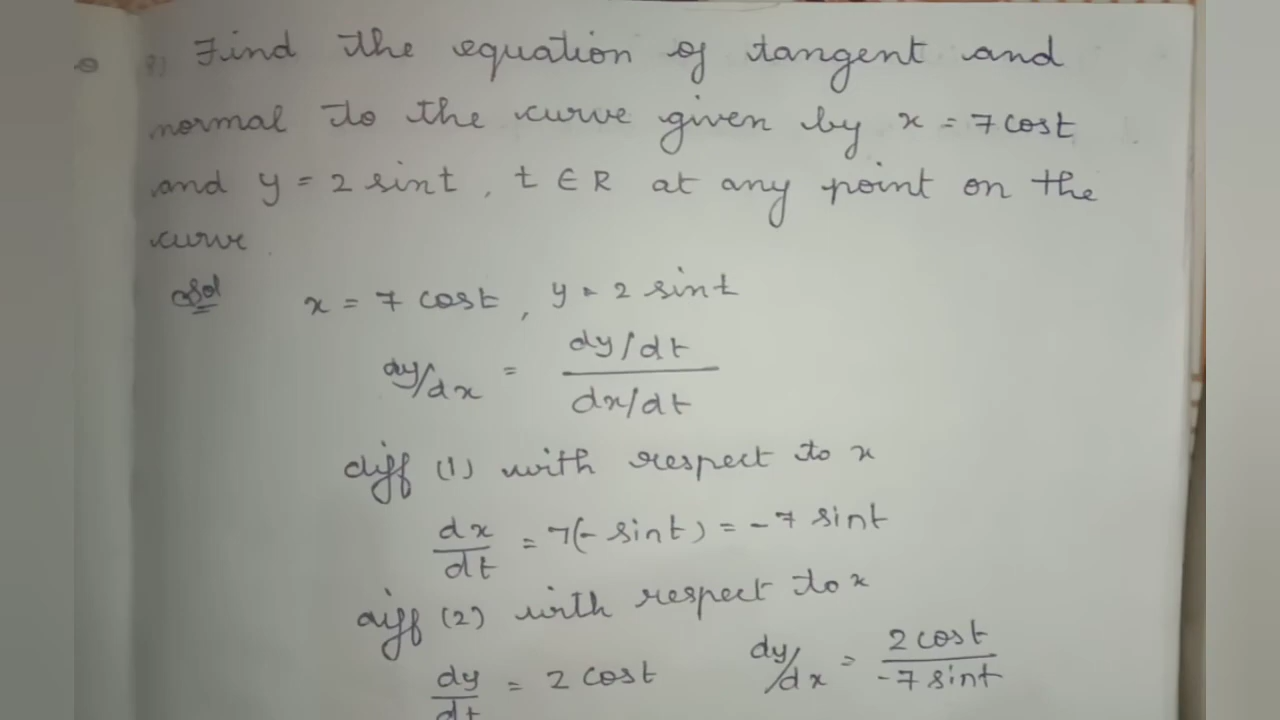 8) Find the equation of tangent and
normal to the curve given by x = 7 cost
and y = 2 sint, t ∈ R at any point on the
curve.
Sol x = 7 cost, y = 2 sint
dy/dx = dy/dt
dx/dt
diff (1) with respect to x
dx/dt = 7(- sint) = -7 sint
diff (2) with respect to x
dy/dt = 2 cost dy/dx = 2 cost / -7 sint